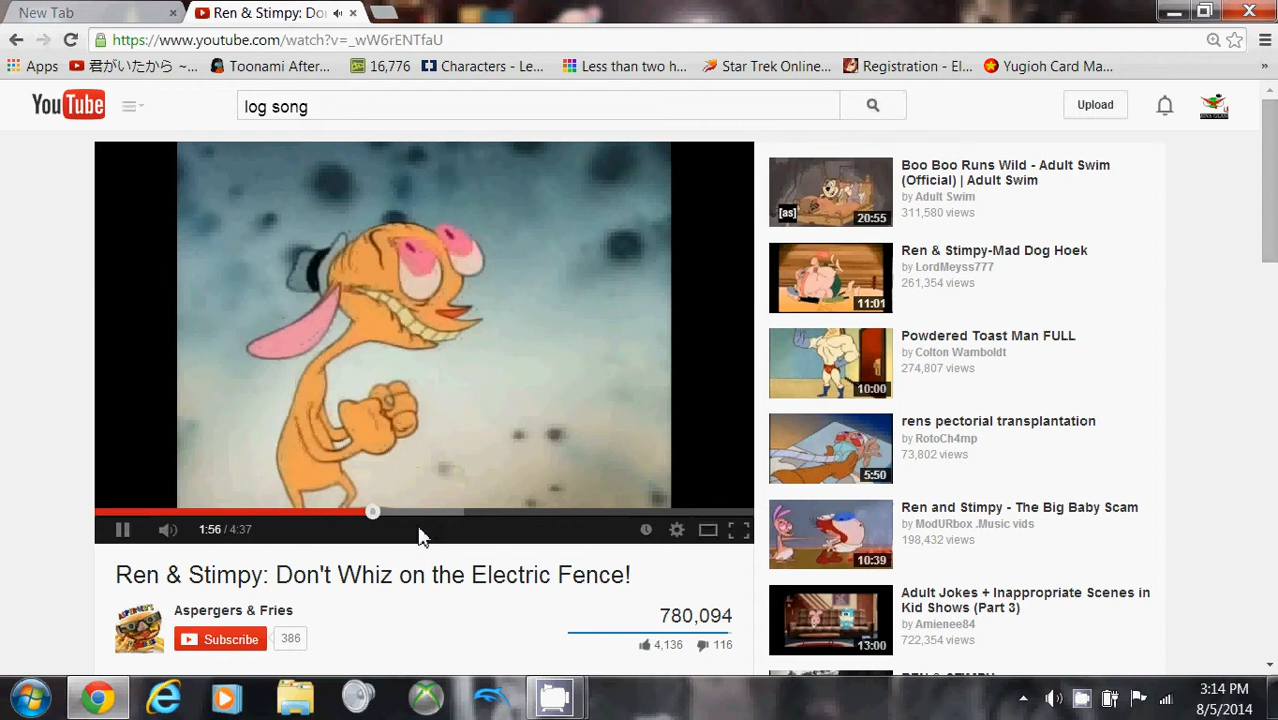 New Tab
Ren & Stimpy: Do
https://www.youtube.com/watch?v=_wW6rENTfaU
Apps
君がいたから ~...
Toonami After...
16,776
Characters - Le...
Less than two h...
Star Trek Online...
Registration - El...
Yugioh Card Ma...
»
YouTube
log song
Upload
Boo Boo Runs Wild - Adult Swim
(Official) | Adult Swim
by Adult Swim
311,580 views
[as]
20:55
Ren & Stimpy-Mad Dog Hoek
by LordMeyss777
261,354 views
11:01
Powdered Toast Man FULL
by Colton Wamboldt
274,807 views
10:00
rens pectorial transplantation
by RotoCh4mp
73,802 views
5:50
Ren and Stimpy - The Big Baby Scam
by ModURbox .Music vids
198,432 views
10:39
Adult Jokes + Inappropriate Scenes in
Kid Shows (Part 3)
by Amienee84
722,354 views
13:00
1:56 / 4:37
Ren & Stimpy: Don't Whiz on the Electric Fence!
Aspergers & Fries
Subscribe
386
780,094
4,136
116
3:14 PM
8/5/2014